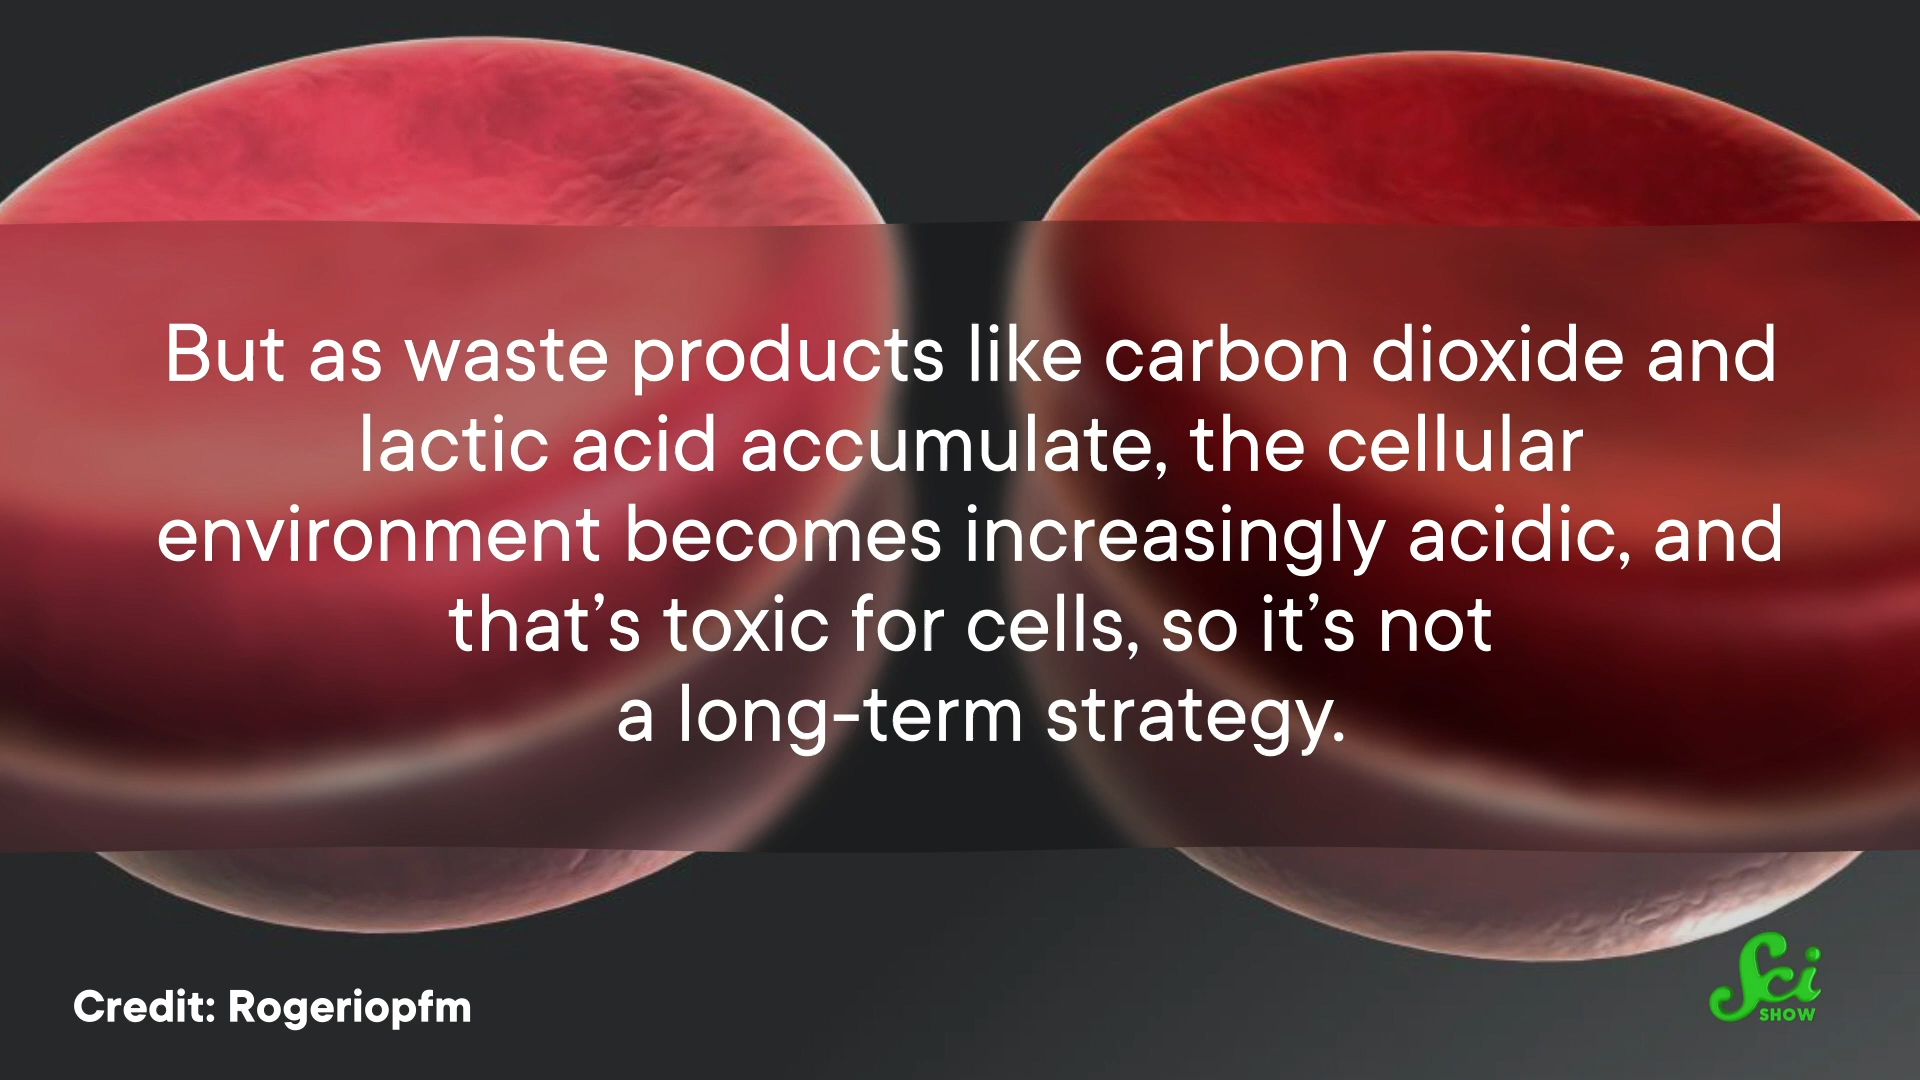 But as waste products like carbon dioxide and
lactic acid accumulate, the cellular
environment becomes increasingly acidic, and
that’s toxic for cells, so it’s not
a long-term strategy.
Credit: Rogeriopfm
Sci
SHOW